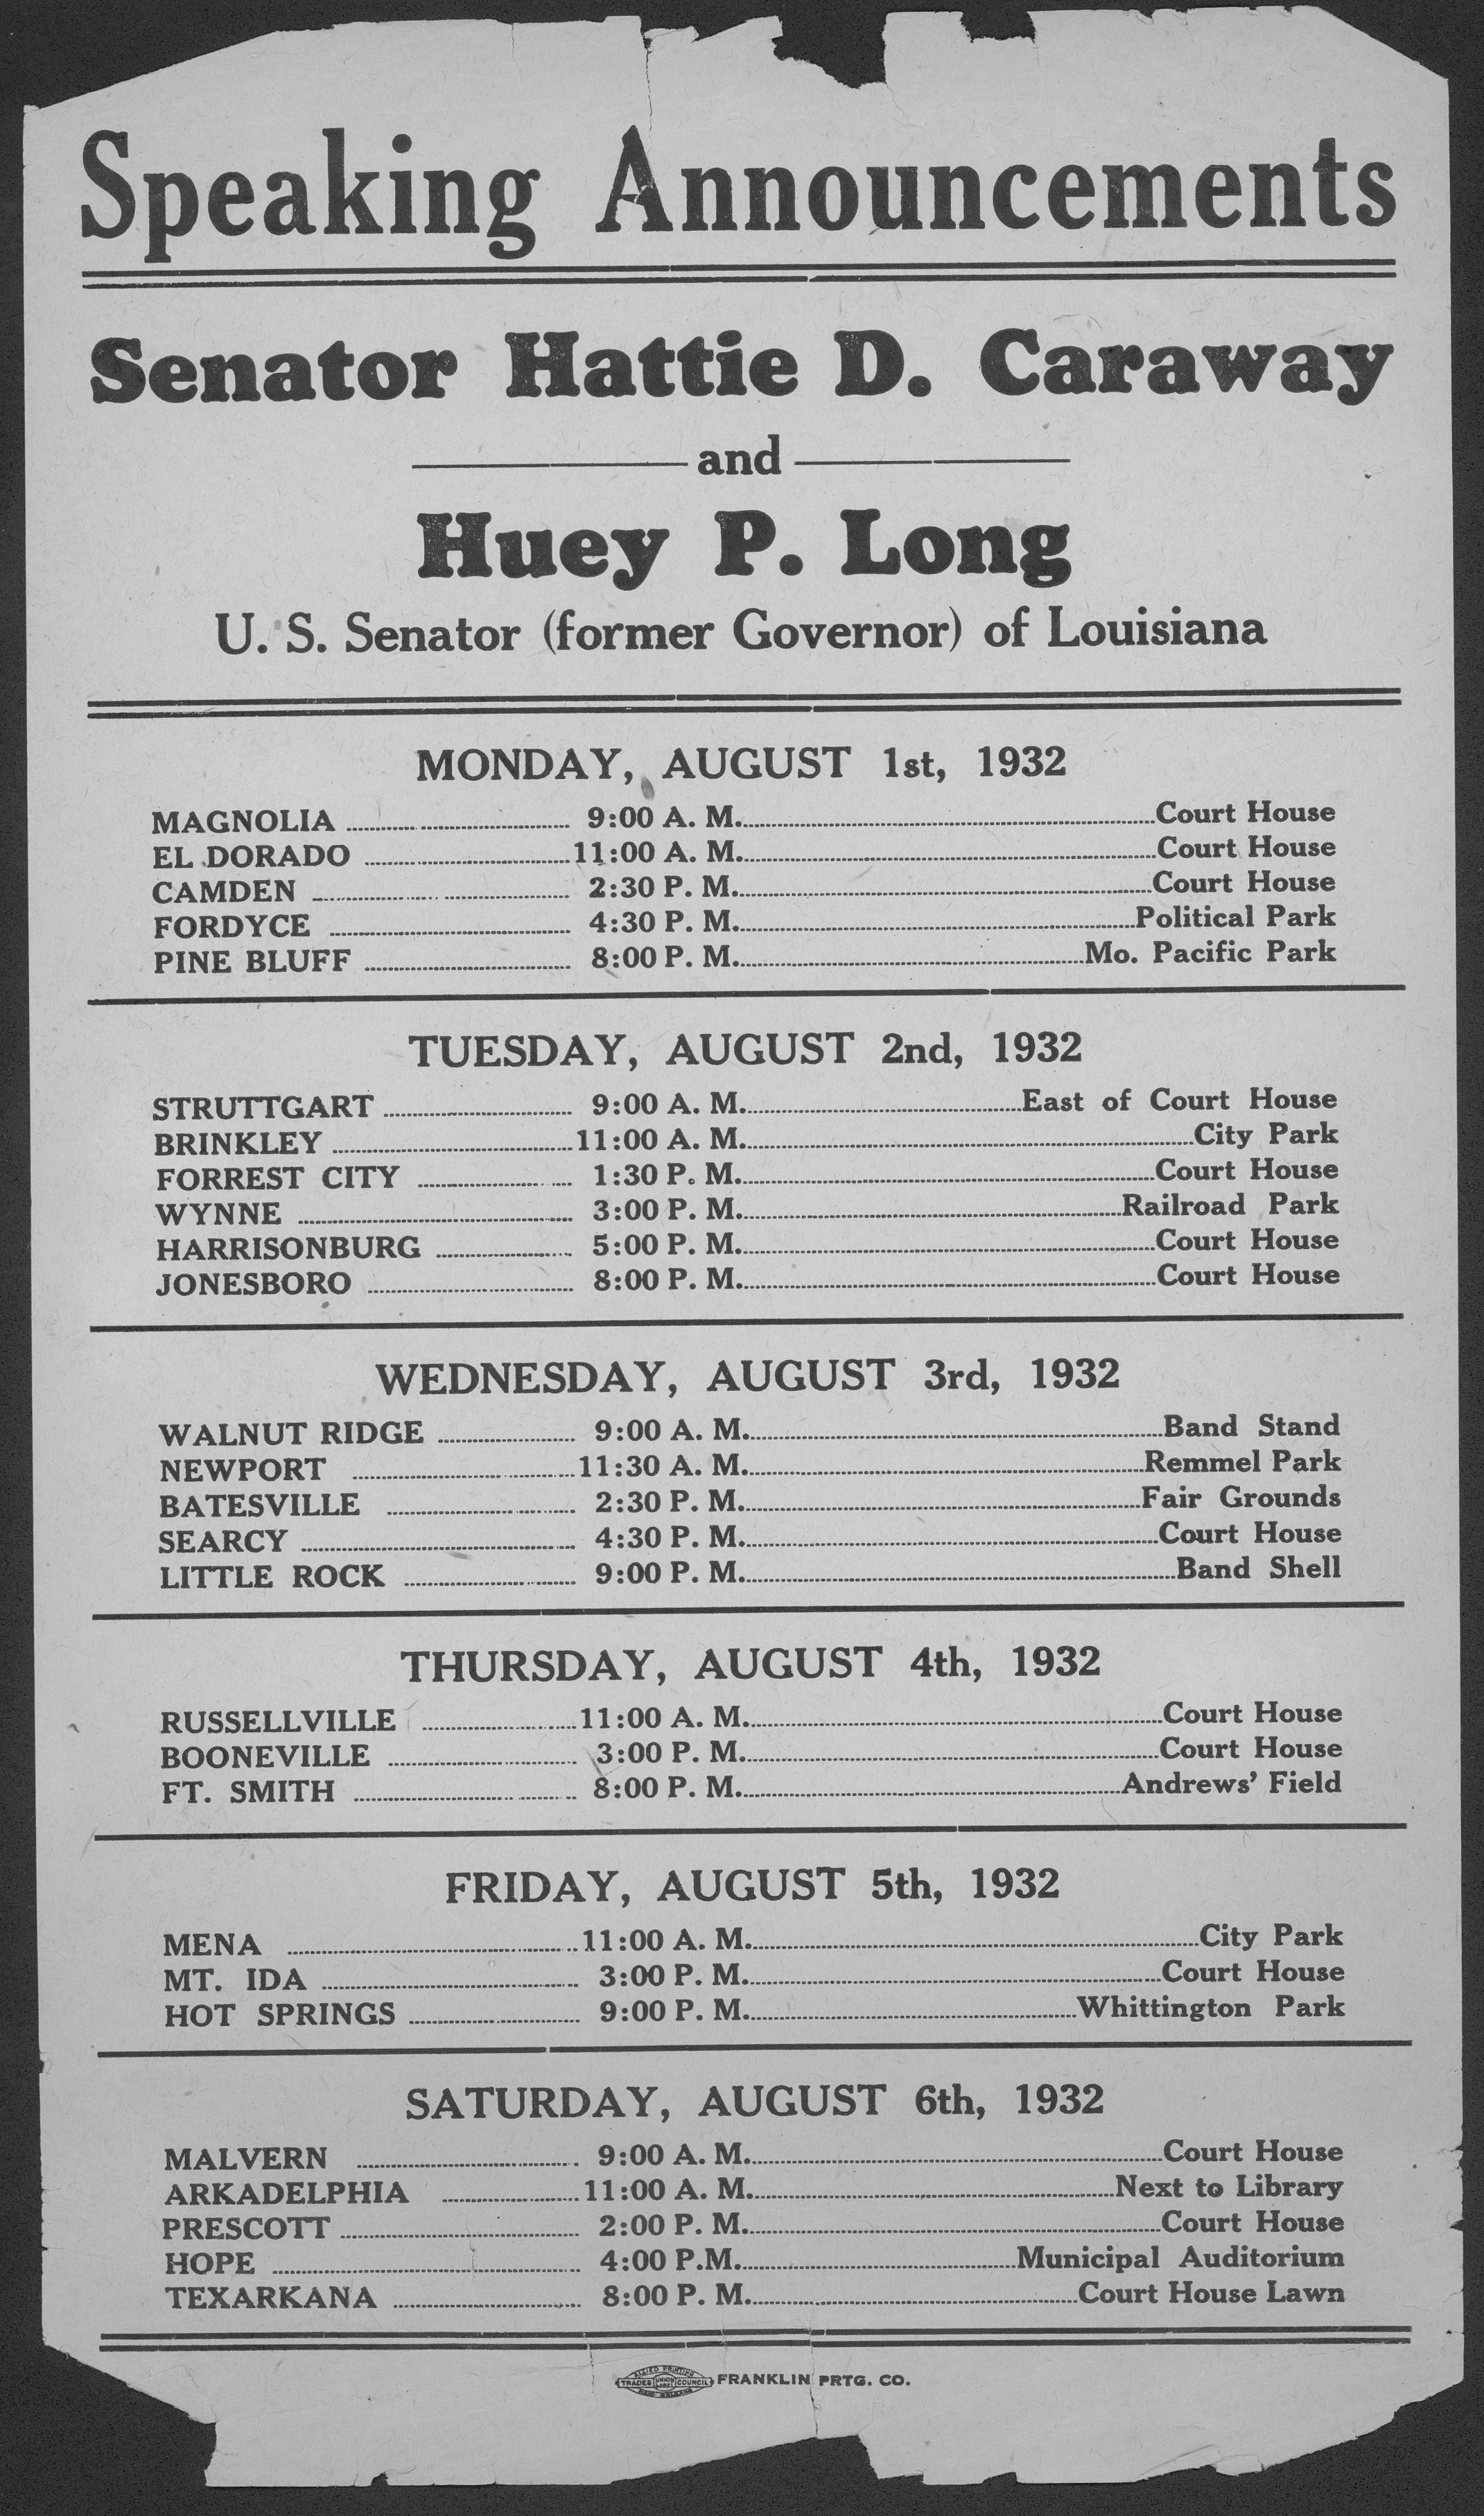 Speaking Announcements
Senator Hattie D. Caraway
and
Huey P. Long
U. S. Senator (former Governor) of Louisiana
MONDAY, AUGUST 1st, 1932
MAGNOLIA 9:00 A. M. Court House
EL DORADO 11:00 A. M. Court House
CAMDEN 2:30 P. M. Court House
FORDYCE 4:30 P. M. Political Park
PINE BLUFF 8:00 P. M. Mo. Pacific Park
TUESDAY, AUGUST 2nd, 1932
STRUTTGART 9:00 A. M. East of Court House
BRINKLEY 11:00 A. M. City Park
FORREST CITY 1:30 P. M. Court House
WYNNE 3:00 P. M. Railroad Park
HARRISONBURG 5:00 P. M. Court House
JONESBORO 8:00 P. M. Court House
WEDNESDAY, AUGUST 3rd, 1932
WALNUT RIDGE 9:00 A. M. Band Stand
NEWPORT 11:30 A. M. Remmel Park
BATESVILLE 2:30 P. M. Fair Grounds
SEARCY 4:30 P. M. Court House
LITTLE ROCK 9:00 P. M. Band Shell
THURSDAY, AUGUST 4th, 1932
RUSSELLVILLE 11:00 A. M. Court House
BOONEVILLE 3:00 P. M. Court House
FT. SMITH 8:00 P. M. Andrews' Field
FRIDAY, AUGUST 5th, 1932
MENA 11:00 A. M. City Park
MT. IDA 3:00 P. M. Court House
HOT SPRINGS 9:00 P. M. Whittington Park
SATURDAY, AUGUST 6th, 1932
MALVERN 9:00 A. M. Court House
ARKADELPHIA 11:00 A. M. Next to Library
PRESCOTT 2:00 P. M. Court House
HOPE 4:00 P.M. Municipal Auditorium
TEXARKANA 8:00 P. M. Court House Lawn
ALLIED PRINTING
TRADES UNION LABEL COUNCIL
FRANKLIN PRTG. CO.